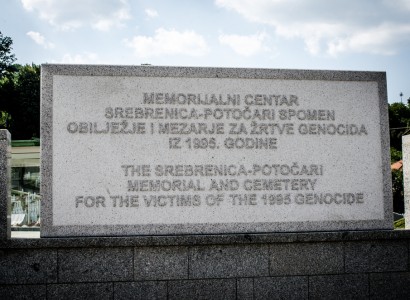 MEMORIJALNI CENTAR
SREBRENICA-POTOČARI SPOMEN
OBILJEŽJE I MEZARJE ZA ŽRTVE GENOCIDA
IZ 1995. GODINE
THE SREBRENICA-POTOČARI
MEMORIAL AND CEMETERY
FOR THE VICTIMS OF THE 1995 GENOCIDE